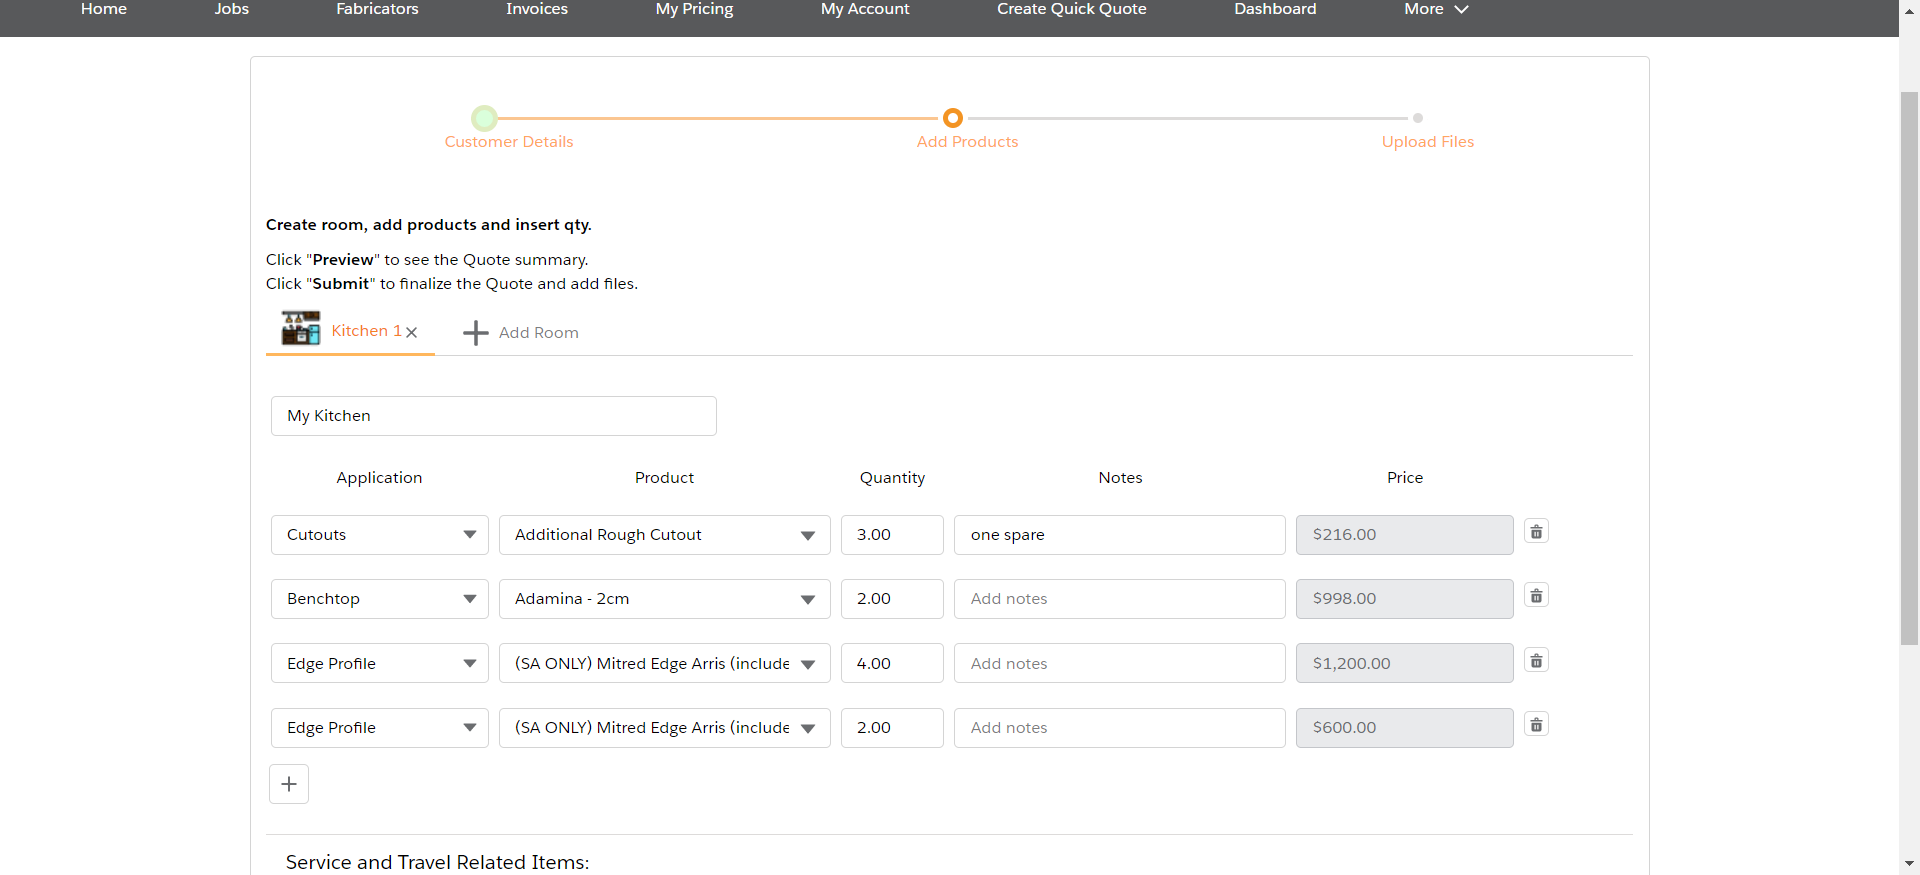 Home Jobs Fabricators Invoices My Pricing My Account Create Quick Quote Dashboard More
Customer Details Add Products Upload Files
Create room, add products and insert qty.
Click "Preview" to see the Quote summary.
Click "Submit" to finalize the Quote and add files.
Kitchen 1 Add Room
My Kitchen
Application Product Quantity Notes Price
Cutouts Additional Rough Cutout 3.00 one spare $216.00
Benchtop Adamina - 2cm 2.00 Add notes $998.00
Edge Profile (SA ONLY) Mitred Edge Arris (include 4.00 Add notes $1,200.00
Edge Profile (SA ONLY) Mitred Edge Arris (include 2.00 Add notes $600.00
Service and Travel Related Items: